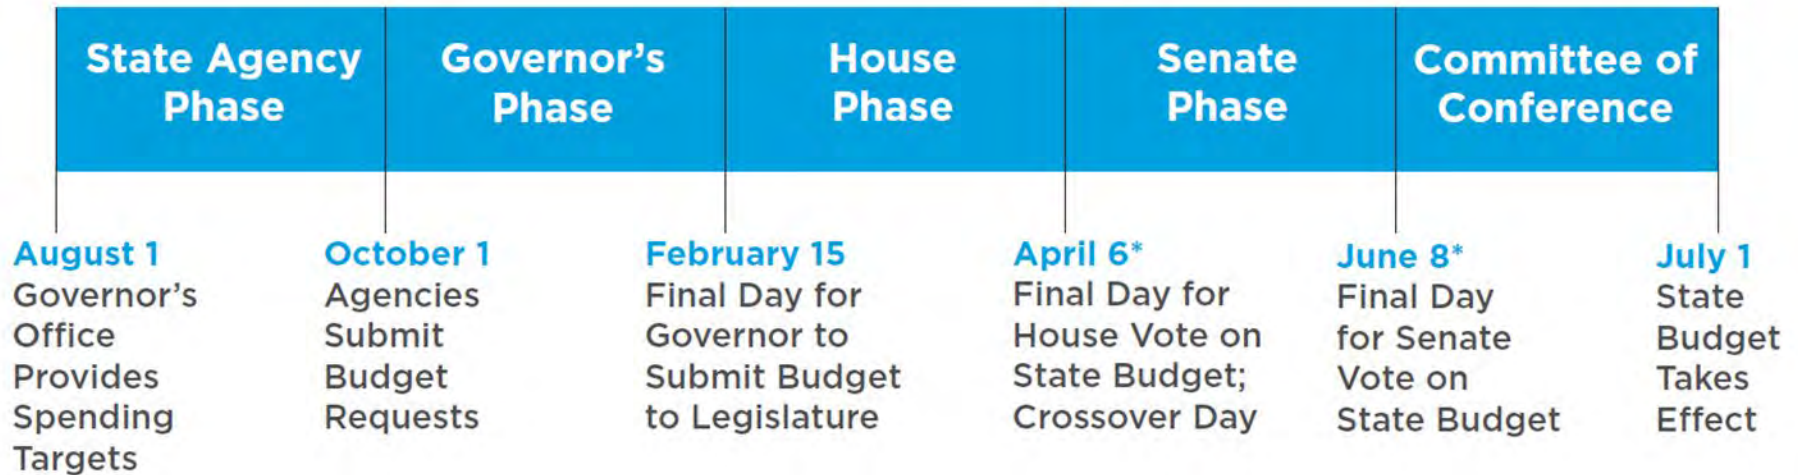 State Agency
Phase
Governor's
Phase
House
Phase
Senate
Phase
Committee of
Conference
August 1
Governor's
Office
Provides
Spending
Targets
October 1
Agencies
Submit
Budget
Requests
February 15
Final Day for
Governor to
Submit Budget
to Legislature
April 6*
Final Day for
House Vote on
State Budget;
Crossover Day
June 8*
Final Day
for Senate
Vote on
State Budget
July 1
State
Budget
Takes
Effect